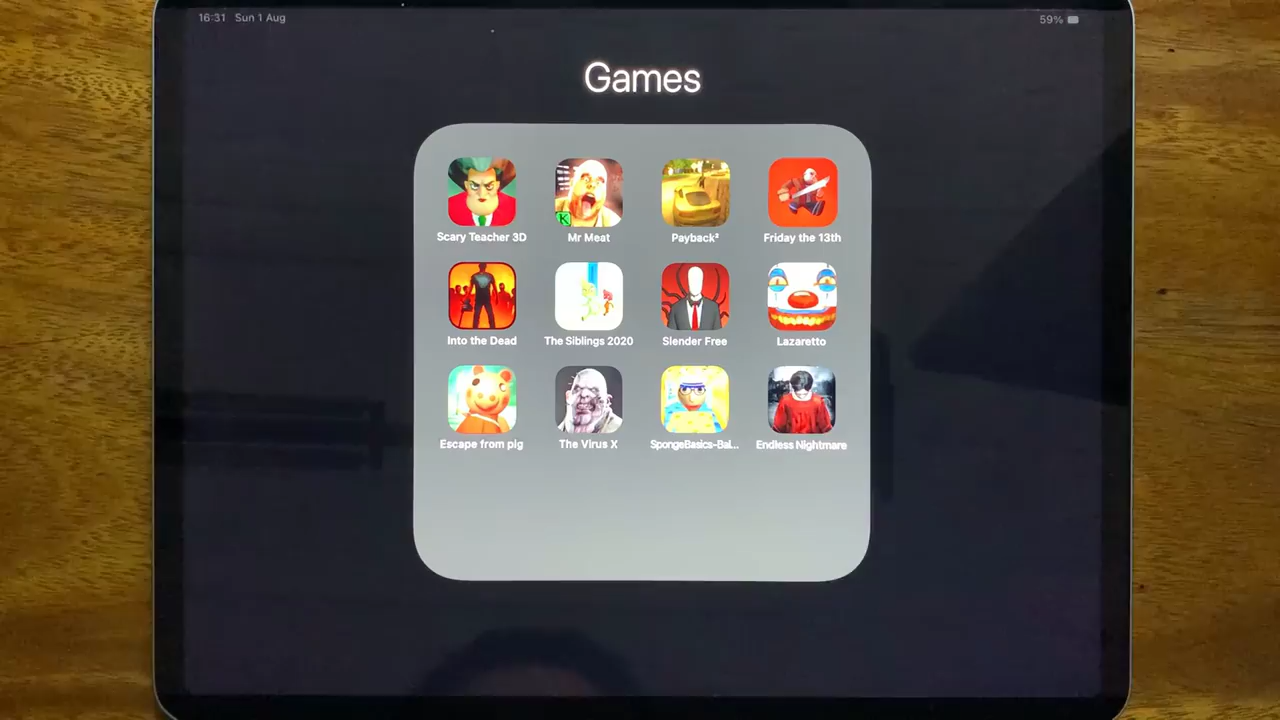 16:31 Sun 1 Aug
59%
Games
Scary Teacher 3D
Mr Meat
Payback²
Friday the 13th
Into the Dead
The Siblings 2020
Slender Free
Lazaretto
Escape from pig
The Virus X
SpongeBasics-Bal...
Endless Nightmare
K